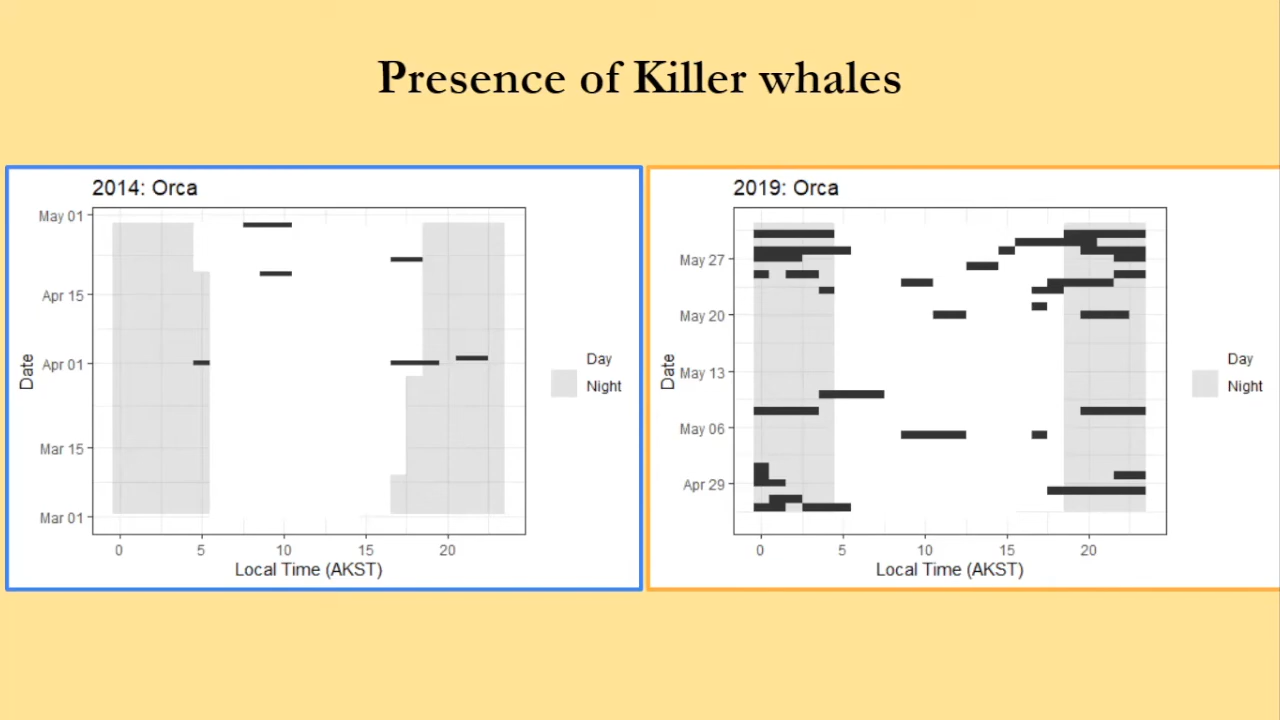 Presence of Killer whales
2014: Orca
May 01
Apr 15
Apr 01
Mar 15
Mar 01
Date
0 5 10 15 20
Local Time (AKST)
Day
Night
2019: Orca
May 27
May 20
May 13
May 06
Apr 29
Date
0 5 10 15 20
Local Time (AKST)
Day
Night